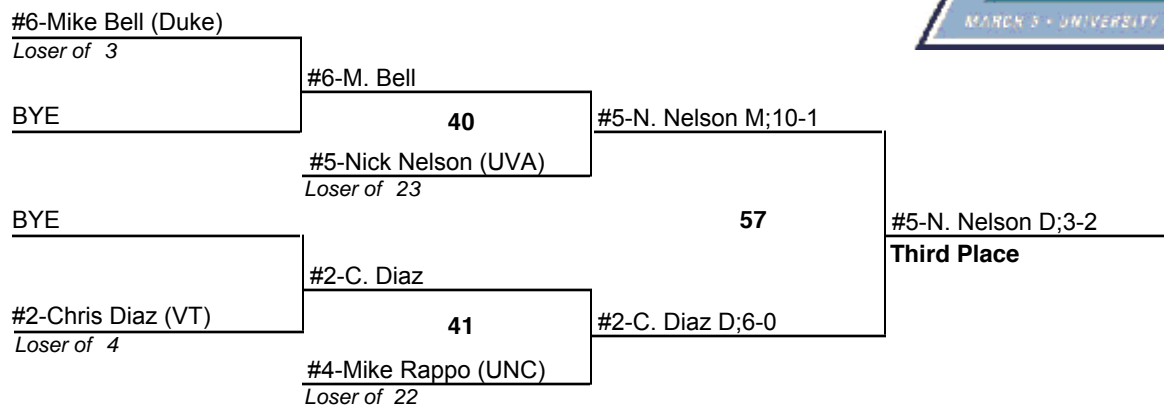 #6-Mike Bell (Duke)
MARCH 5 • UNIVERSITY
Loser of 3
#6-M. Bell
BYE
40
#5-N. Nelson M;10-1
#5-Nick Nelson (UVA)
Loser of 23
BYE
57
#5-N. Nelson D;3-2
Third Place
#2-C. Diaz
#2-Chris Diaz (VT)
41
#2-C. Diaz D;6-0
Loser of 4
#4-Mike Rappo (UNC)
Loser of 22